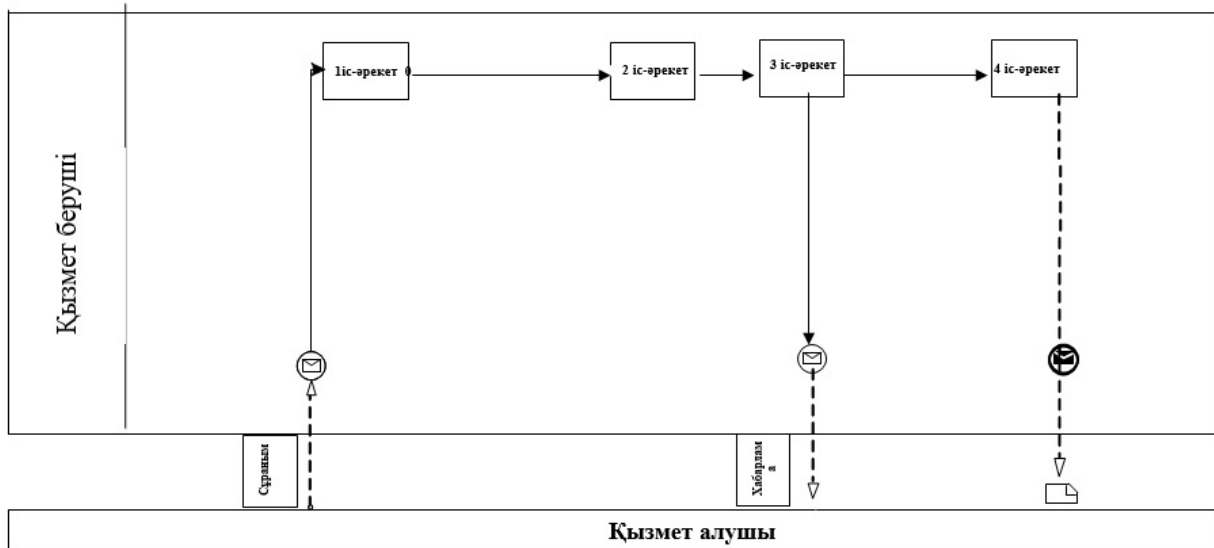 Қызмет беруші
1іс-әрекет 0
2 іс-әрекет
3 іс-әрекет
4 іс-әрекет
Сұраным
Хабарлам
а
Қызмет алушы